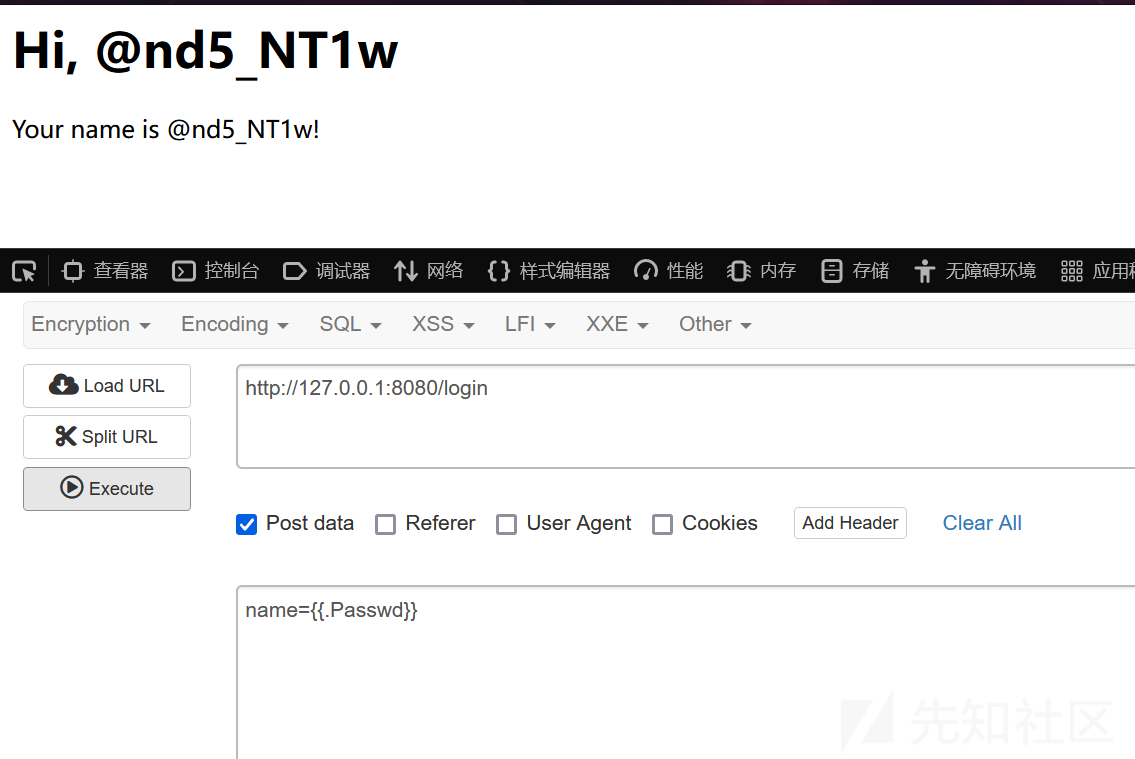 Hi, @nd5_NT1w
Your name is @nd5_NT1w!
查看器 控制台 调试器 网络 {} 样式编辑器 性能 内存 存储 无障碍环境 应用程
Encryption Encoding SQL XSS LFI XXE Other
Load URL
http://127.0.0.1:8080/login
Split URL
Execute
Post data Referer User Agent Cookies Add Header Clear All
name={{.Passwd}}
先知社区